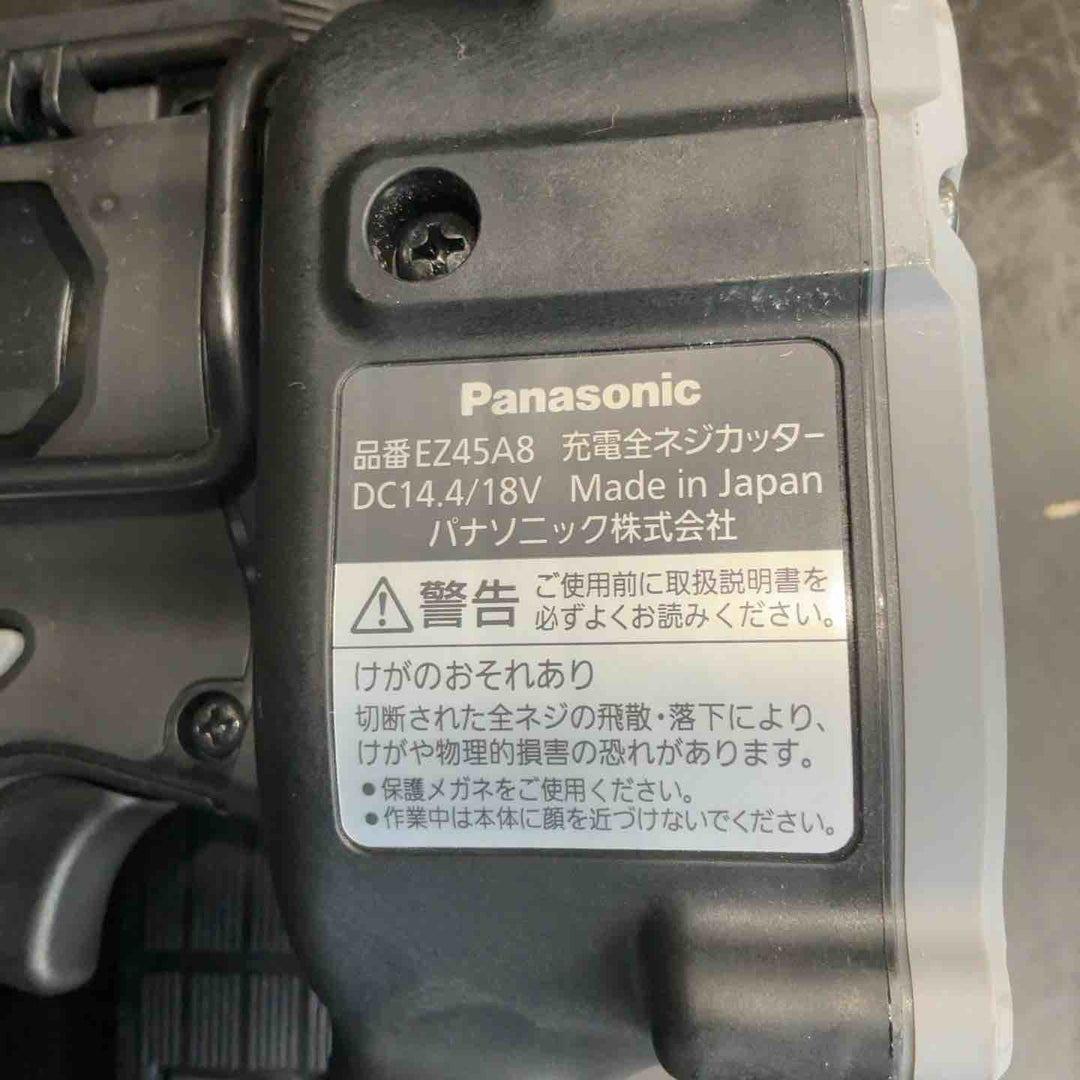 Panasonic
品番EZ45A8 充電全ネジカッター
DC14.4/18V Made in Japan
パナソニック株式会社
警告 ご使用前に取扱説明書を
必ずよくお読みください。
けがのおそれあり
切断された全ネジの飛散・落下により、
けがや物理的損害の恐れがあります。
●保護メガネをご使用ください。
●作業中は本体に顔を近づけないでください。